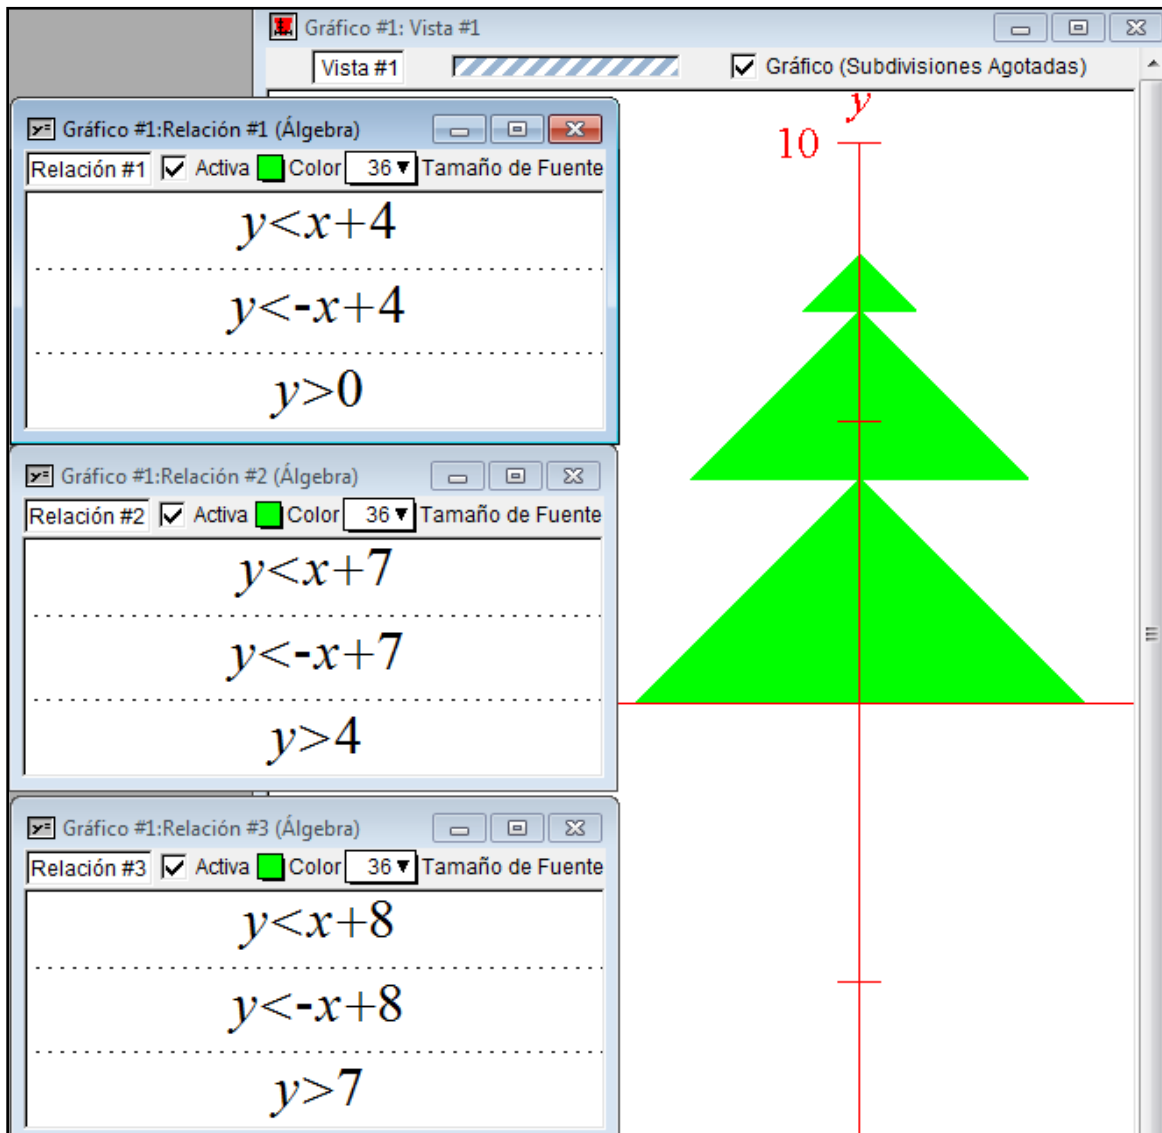 Gráfico #1: Vista #1
Vista #1 Gráfico (Subdivisiones Agotadas)
Gráfico #1:Relación #1 (Álgebra)
Relación #1 Activa Color 36 Tamaño de Fuente
y<x+4
y<-x+4
y>0
Gráfico #1:Relación #2 (Álgebra)
Relación #2 Activa Color 36 Tamaño de Fuente
y<x+7
y<-x+7
y>4
Gráfico #1:Relación #3 (Álgebra)
Relación #3 Activa Color 36 Tamaño de Fuente
y<x+8
y<-x+8
y>7
y
10